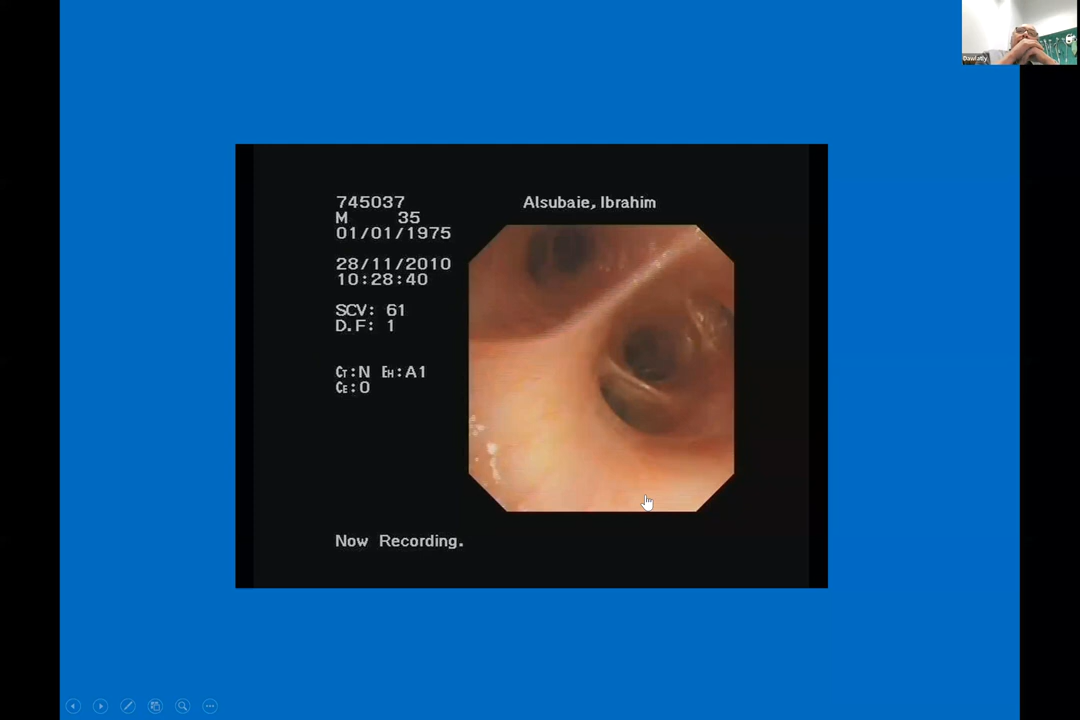 Dawlatly
745037
Alsubaie, Ibrahim
M 35
01/01/1975
28/11/2010
10:28:40
SCV: 61
D.F: 1
CT:N EH:A1
CE:0
Now Recording.